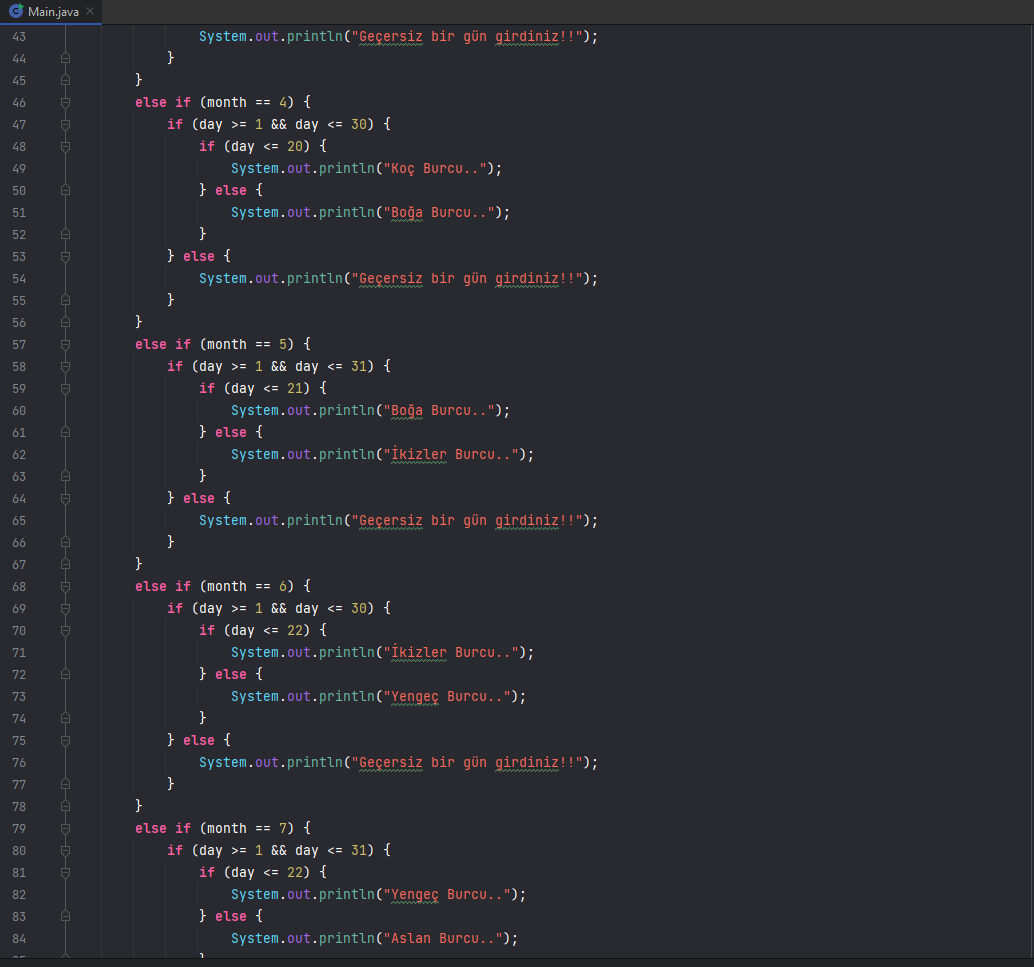 Main.java
43 System.out.println("Geçersiz bir gün girdiniz!!");
44 }
45 }
46 else if (month == 4) {
47 if (day >= 1 && day <= 30) {
48 if (day <= 20) {
49 System.out.println("Koç Burcu..");
50 } else {
51 System.out.println("Boğa Burcu..");
52 }
53 } else {
54 System.out.println("Geçersiz bir gün girdiniz!!");
55 }
56 }
57 else if (month == 5) {
58 if (day >= 1 && day <= 31) {
59 if (day <= 21) {
60 System.out.println("Boğa Burcu..");
61 } else {
62 System.out.println("İkizler Burcu..");
63 }
64 } else {
65 System.out.println("Geçersiz bir gün girdiniz!!");
66 }
67 }
68 else if (month == 6) {
69 if (day >= 1 && day <= 30) {
70 if (day <= 22) {
71 System.out.println("İkizler Burcu..");
72 } else {
73 System.out.println("Yengeç Burcu..");
74 }
75 } else {
76 System.out.println("Geçersiz bir gün girdiniz!!");
77 }
78 }
79 else if (month == 7) {
80 if (day >= 1 && day <= 31) {
81 if (day <= 22) {
82 System.out.println("Yengeç Burcu..");
83 } else {
84 System.out.println("Aslan Burcu..");